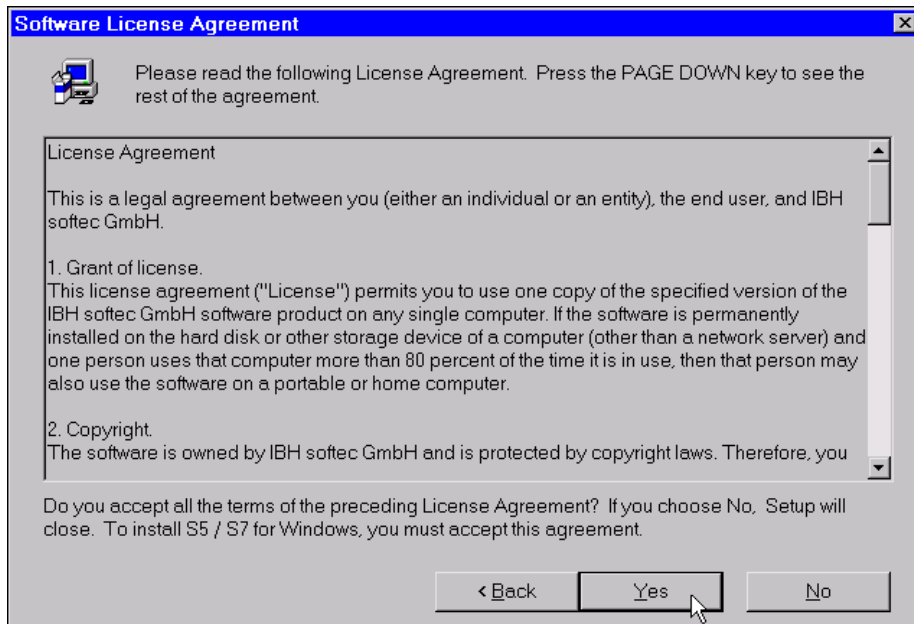 Software License Agreement
Please read the following License Agreement. Press the PAGE DOWN key to see the
rest of the agreement.
License Agreement
This is a legal agreement between you (either an individual or an entity), the end user, and IBH
softec GmbH.
1. Grant of license.
This license agreement ("License") permits you to use one copy of the specified version of the
IBH softec GmbH software product on any single computer. If the software is permanently
installed on the hard disk or other storage device of a computer (other than a network server) and
one person uses that computer more than 80 percent of the time it is in use, then that person may
also use the software on a portable or home computer.
2. Copyright.
The software is owned by IBH softec GmbH and is protected by copyright laws. Therefore, you
Do you accept all the terms of the preceding License Agreement? If you choose No, Setup will
close. To install S5 / S7 for Windows, you must accept this agreement.
< Back Yes No